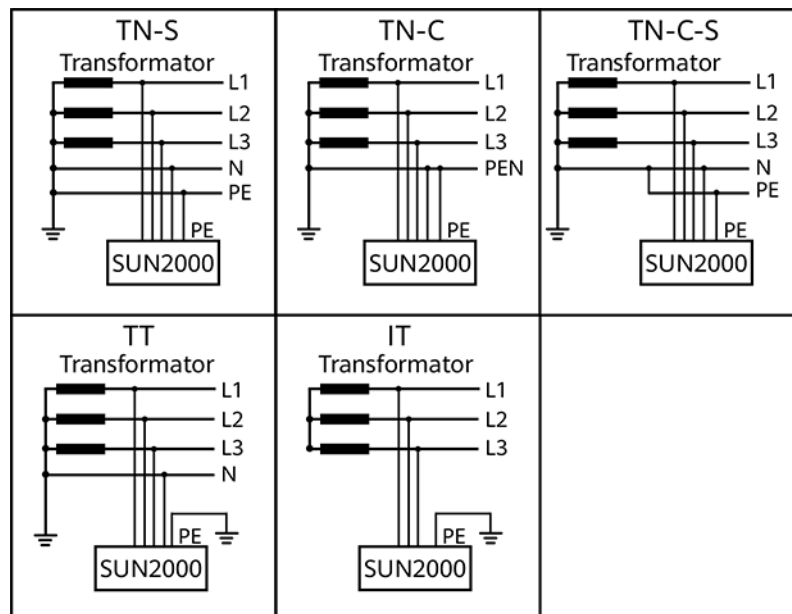 TN-S
Transformator
L1
L2
L3
N
PE
PE
SUN2000
TN-C
Transformator
L1
L2
L3
PEN
PE
SUN2000
TN-C-S
Transformator
L1
L2
L3
N
PE
PE
SUN2000
TT
Transformator
L1
L2
L3
N
PE
SUN2000
IT
Transformator
L1
L2
L3
PE
SUN2000